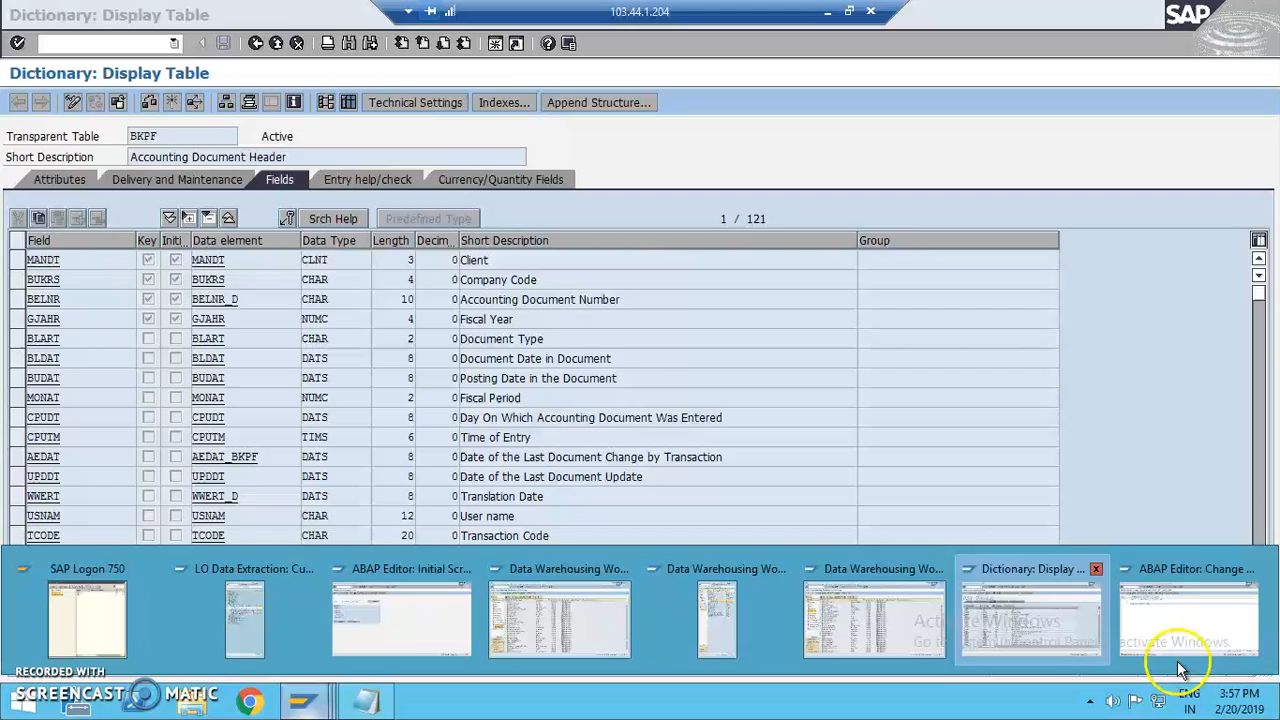 Dictionary: Display Table
103.44.1.204
SAP
Dictionary: Display Table
Technical Settings Indexes... Append Structure...
Transparent Table BKPF Active
Short Description Accounting Document Header
Attributes Delivery and Maintenance Fields Entry help/check Currency/Quantity Fields
Srch Help Predefined Type 1 / 121
Field Key Initi... Data element Data Type Length Decim... Short Description Group
MANDT MANDT CLNT 3 0 Client
BUKRS BUKRS CHAR 4 0 Company Code
BELNR BELNR_D CHAR 10 0 Accounting Document Number
GJAHR GJAHR NUMC 4 0 Fiscal Year
BLART BLART CHAR 2 0 Document Type
BLDAT BLDAT DATS 8 0 Document Date in Document
BUDAT BUDAT DATS 8 0 Posting Date in the Document
MONAT MONAT NUMC 2 0 Fiscal Period
CPUDT CPUDT DATS 8 0 Day On Which Accounting Document Was Entered
CPUTM CPUTM TIMS 6 0 Time of Entry
AEDAT AEDAT_BKPF DATS 8 0 Date of the Last Document Change by Transaction
UPDDT UPDDT DATS 8 0 Date of the Last Document Update
WWERT WWERT_D DATS 8 0 Translation Date
USNAM USNAM CHAR 12 0 User name
TCODE TCODE CHAR 20 0 Transaction Code
SAP Logon 750 LO Data Extraction: Cu... ABAP Editor: Initial Scr... Data Warehousing Wo... Data Warehousing Wo... Data Warehousing Wo... Dictionary: Display ... ABAP Editor: Change ...
Activate Windows
activate Windows.
RECORDED WITH
SCREENCAST MATIC
ENG 3:57 PM
IN 2/20/2019